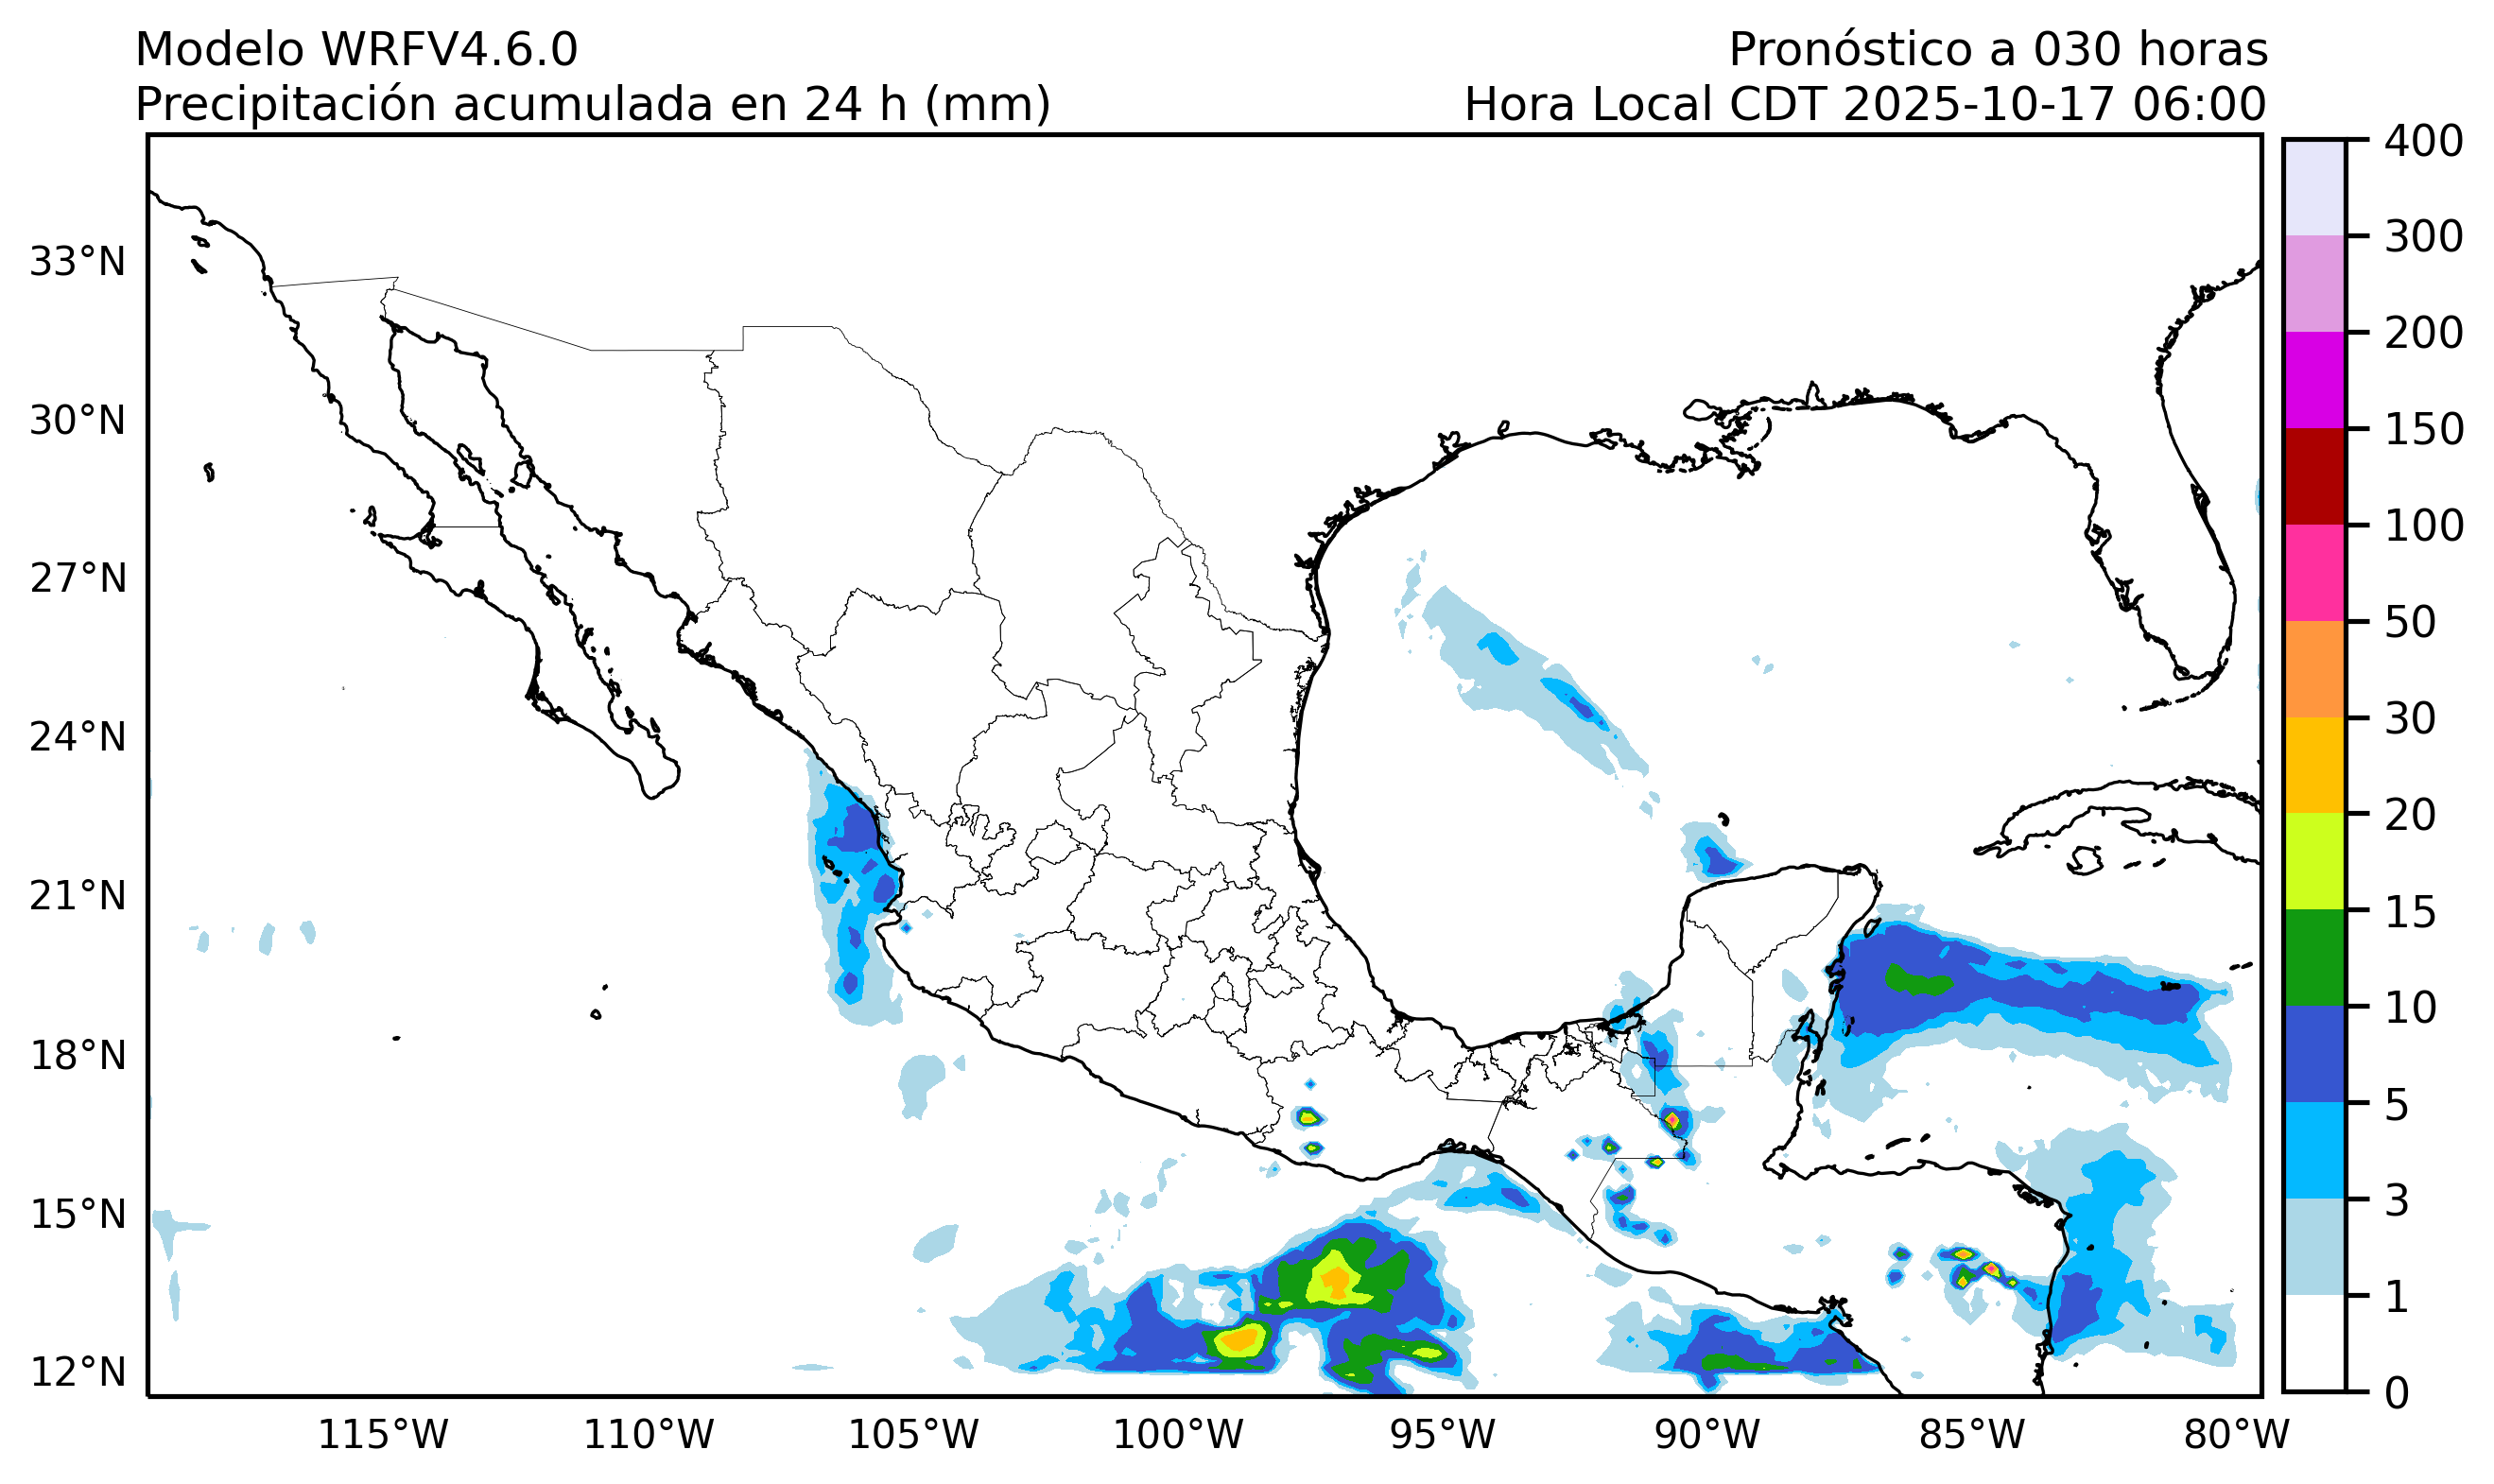 Modelo WRFV4.6.0
Pronóstico a 030 horas
Precipitación acumulada en 24 h (mm)
Hora Local CDT 2025-10-17 06:00
33°N
30°N
27°N
24°N
21°N
18°N
15°N
12°N
115°W
110°W
105°W
100°W
95°W
90°W
85°W
80°W
400
300
200
150
100
50
30
20
15
10
5
3
1
0